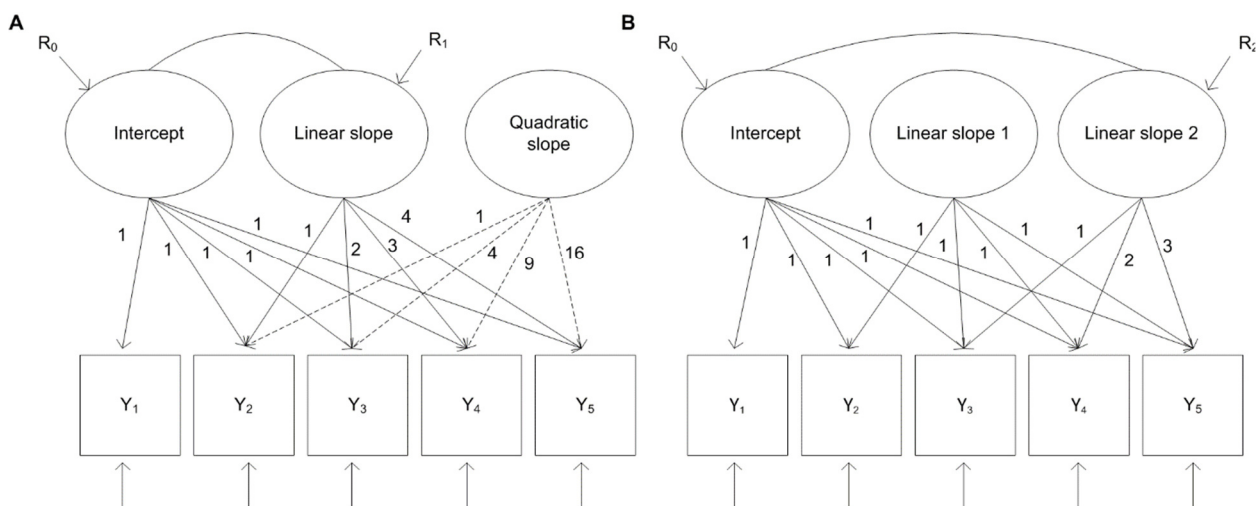 A
R₀
R₁
Intercept
Linear slope
Quadratic
slope
1
1
1
1
1
1
2
3
4
1
4
9
16
Y₁
Y₂
Y₃
Y₄
Y₅
B
R₀
R₂
Intercept
Linear slope 1
Linear slope 2
1
1
1
1
1
1
1
1
1
1
2
3
Y₁
Y₂
Y₃
Y₄
Y₅